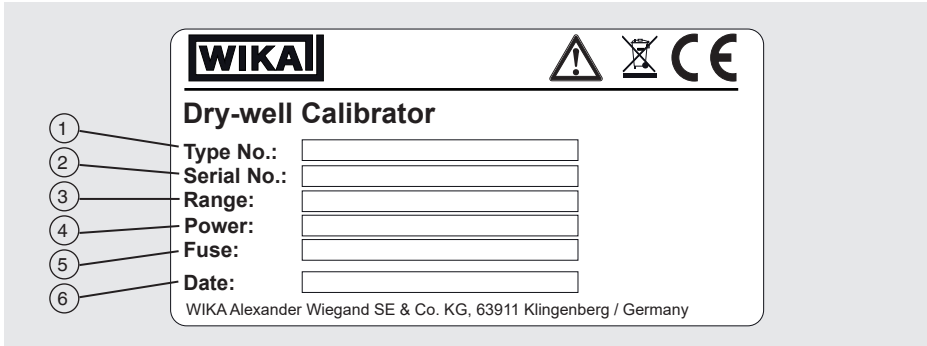 WIKAI
CE
Dry-well Calibrator
1 Type No.:
2 Serial No.:
3 Range:
4 Power:
5 Fuse:
6 Date:
WIKA Alexander Wiegand SE & Co. KG, 63911 Klingenberg / Germany